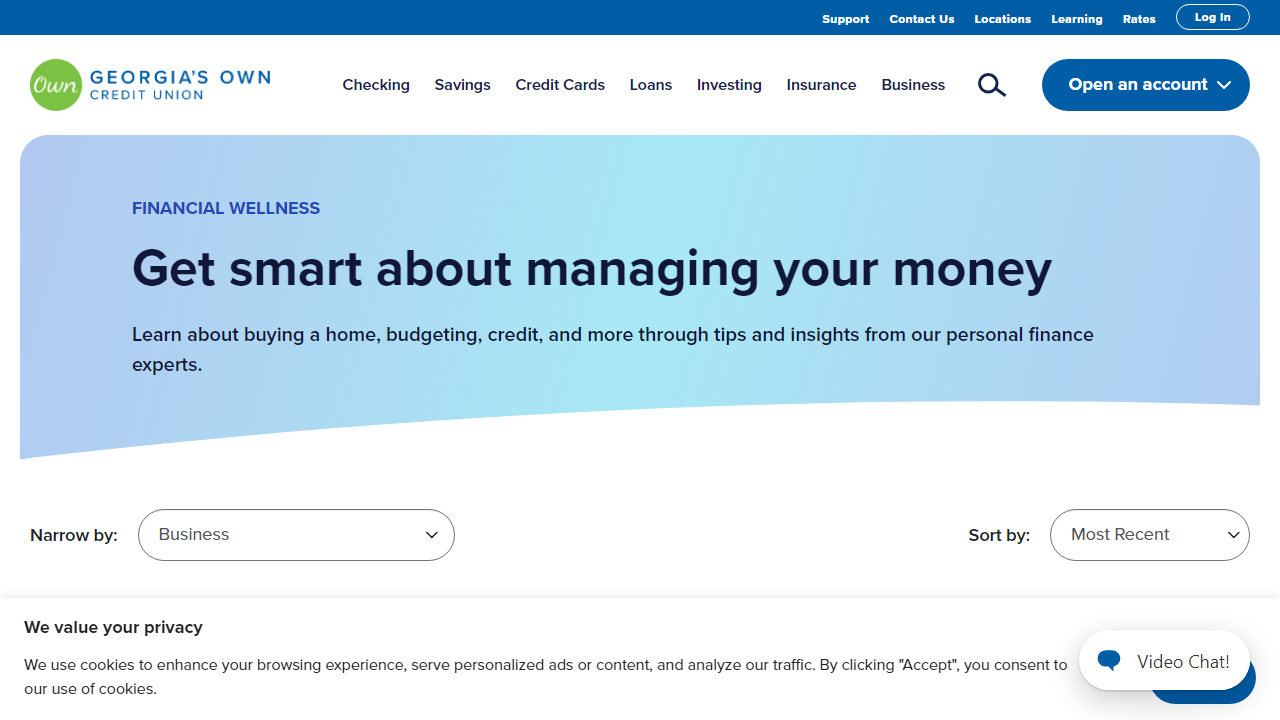 Support Contact Us Locations Learning Rates Log In
Own GEORGIA'S OWN
CREDIT UNION
Checking Savings Credit Cards Loans Investing Insurance Business Open an account
FINANCIAL WELLNESS
Get smart about managing your money
Learn about buying a home, budgeting, credit, and more through tips and insights from our personal finance
experts.
Narrow by: Business Sort by: Most Recent
We value your privacy
We use cookies to enhance your browsing experience, serve personalized ads or content, and analyze our traffic. By clicking "Accept", you consent to
our use of cookies.
Video Chat!